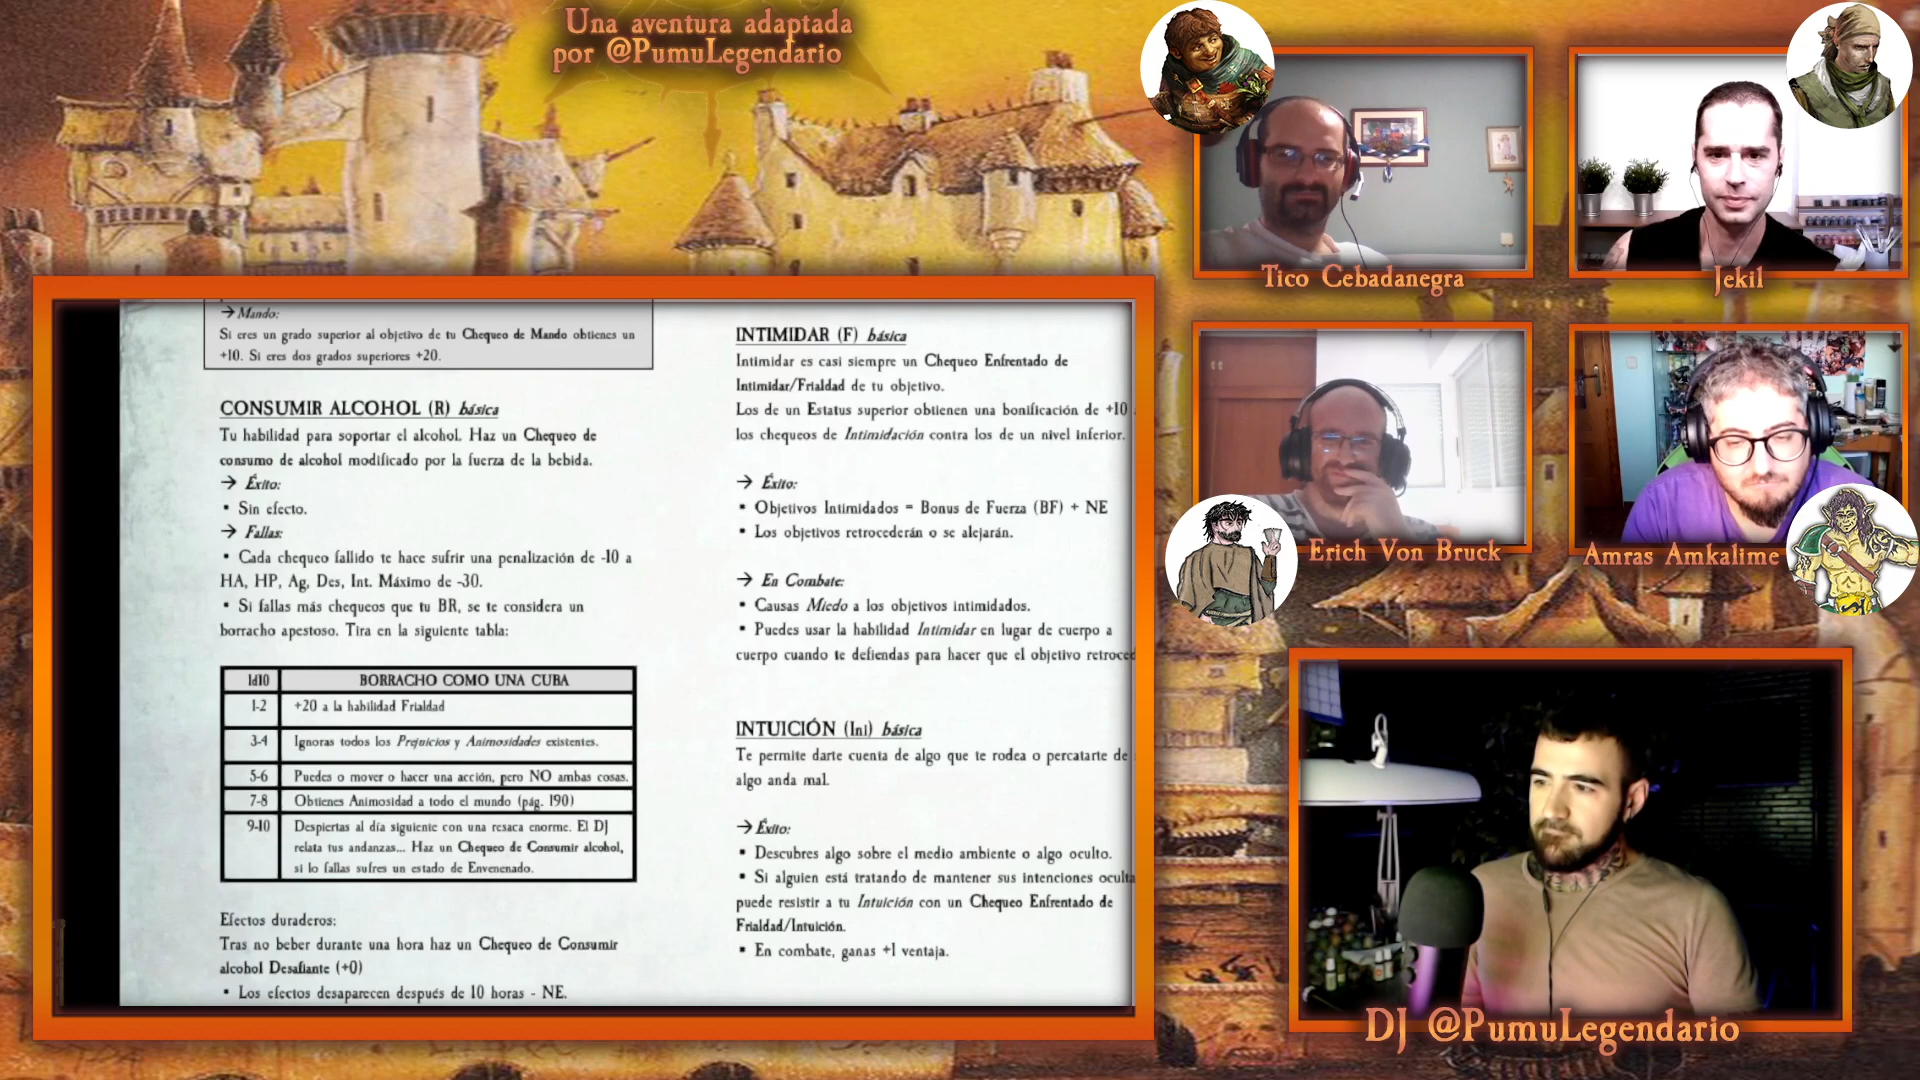 Una aventura adaptada
por @PumuLegendario
→ Mando:
Si eres un grado superior al objetivo de tu Chequeo de Mando obtienes un
+10. Si eres dos grados superiores +20.
CONSUMIR ALCOHOL (R) básica
Tu habilidad para soportar el alcohol. Haz un Chequeo de
consumo de alcohol modificado por la fuerza de la bebida.
→ Éxito:
▪ Sin efecto.
→ Fallas:
▪ Cada chequeo fallido te hace sufrir una penalización de -10 a
HA, HP, Ag, Des, Int. Máximo de -30.
▪ Si fallas más chequeos que tu BR, se te considera un
borracho apestoso. Tira en la siguiente tabla:
1d10 BORRACHO COMO UNA CUBA
1-2 +20 a la habilidad Frialdad
3-4 Ignoras todos los Prejuicios y Animosidades existentes.
5-6 Puedes o mover o hacer una acción, pero NO ambas cosas.
7-8 Obtienes Animosidad a todo el mundo (pág. 190)
9-10 Despiertas al día siguiente con una resaca enorme. El DJ
relata tus andanzas... Haz un Chequeo de Consumir alcohol,
si lo fallas sufres un estado de Envenenado.
Efectos duraderos:
Tras no beber durante una hora haz un Chequeo de Consumir
alcohol Desafiante (+0)
▪ Los efectos desaparecen después de 10 horas - NE.
INTIMIDAR (F) básica
Intimidar es casi siempre un Chequeo Enfrentado de
Intimidar/Frialdad de tu objetivo.
Los de un Estatus superior obtienen una bonificación de +10
los chequeos de Intimidación contra los de un nivel inferior.
→ Éxito:
▪ Objetivos Intimidados = Bonus de Fuerza (BF) + NE
▪ Los objetivos retrocederán o se alejarán.
→ En Combate:
▪ Causas Miedo a los objetivos intimidados.
▪ Puedes usar la habilidad Intimidar en lugar de cuerpo a
cuerpo cuando te defiendas para hacer que el objetivo retroced
INTUICIÓN (Ini) básica
Te permite darte cuenta de algo que te rodea o percatarte de
algo anda mal.
→ Éxito:
▪ Descubres algo sobre el medio ambiente o algo oculto.
▪ Si alguien está tratando de mantener sus intenciones oculta
puede resistir a tu Intuición con un Chequeo Enfrentado de
Frialdad/Intuición.
▪ En combate, ganas +1 ventaja.
Tico Cebadanegra
Jekil
Erich Von Bruck
Amras Amkalime
DJ @PumuLegendario